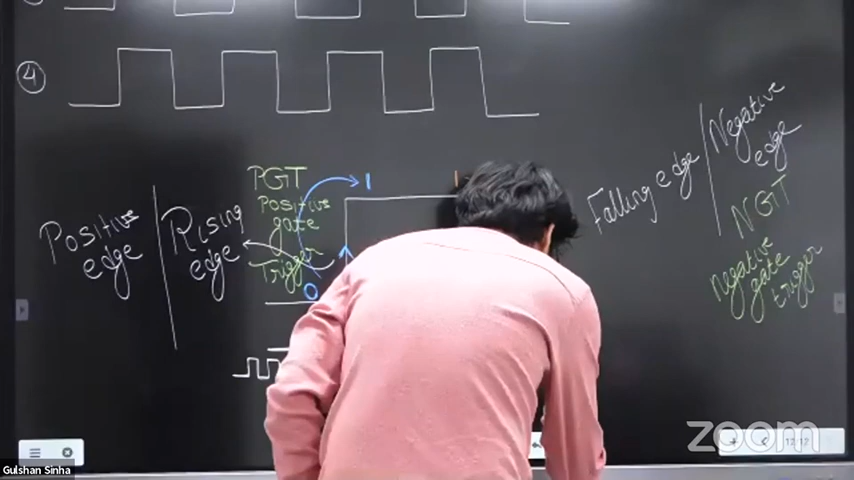 4
Positive
edge
Rising
edge
PGT
Positive
gate
Trigger
1
0
1
Falling edge
Negative
edge
NGT
Negative
gate
trigger
zoom
Gulshan Sinha